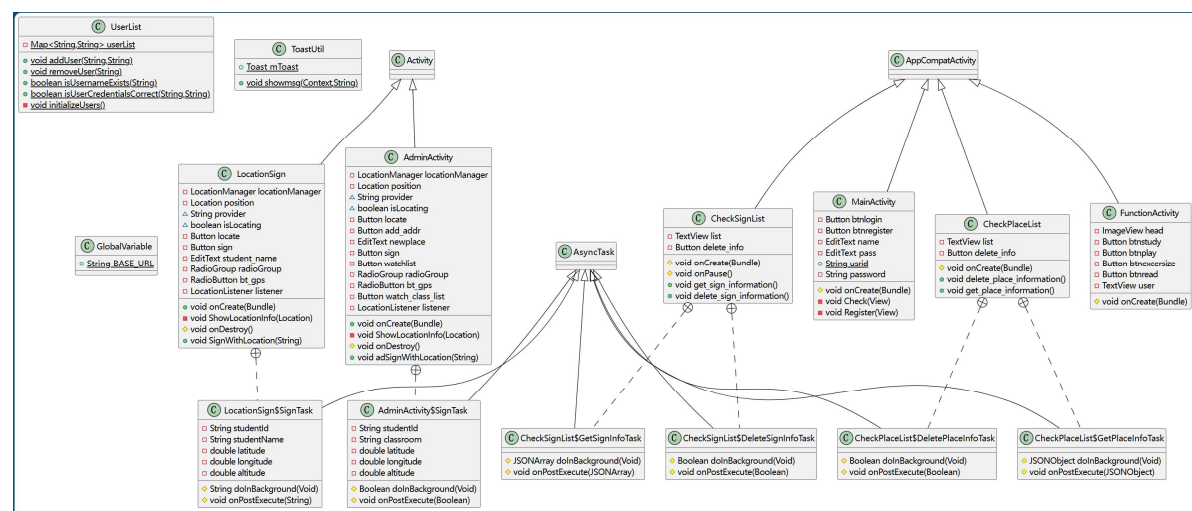 C UserList
Map<String,String> userList
void addUser(String,String)
void removeUser(String)
boolean isUsernameExists(String)
boolean isUserCredentialsCorrect(String,String)
void initializeUsers()
C ToastUtil
Toast mToast
void showmsg(Context,String)
C Activity
C AppCompatActivity
C LocationSign
LocationManager locationManager
Location position
String provider
boolean isLocating
Button locate
Button sign
EditText student_name
RadioGroup radioGroup
RadioButton bt_gps
LocationListener listener
void onCreate(Bundle)
void ShowLocationInfo(Location)
void onDestroy()
void SignWithLocation(String)
C AdminActivity
LocationManager locationManager
Location position
String provider
boolean isLocating
Button locate
Button add_addr
EditText newplace
Button sign
Button watchlist
RadioGroup radioGroup
RadioButton bt_gps
Button watch_class_list
LocationListener listener
void onCreate(Bundle)
void ShowLocationInfo(Location)
void onDestroy()
void adSignWithLocation(String)
C GlobalVariable
String BASE_URL
C AsyncTask
C CheckSignList
TextView list
Button delete_info
void onCreate(Bundle)
void onPause()
void get_sign_information()
void delete_sign_information()
C MainActivity
Button btnlogin
Button btnregister
EditText name
EditText pass
String usrid
String password
void onCreate(Bundle)
void Check(View)
void Register(View)
C CheckPlaceList
TextView list
Button delete_info
void onCreate(Bundle)
void delete_place_information()
void get_place_information()
C FunctionActivity
ImageView head
Button btnstudy
Button btnplay
Button btnexcersize
Button btnread
TextView user
void onCreate(Bundle)
C LocationSign$SignTask
String studentId
String studentName
double latitude
double longitude
double altitude
String doInBackground(Void)
void onPostExecute(String)
C AdminActivity$SignTask
String studentId
String classroom
double latitude
double longitude
double altitude
Boolean doInBackground(Void)
void onPostExecute(Boolean)
C CheckSignList$GetSignInfoTask
JSONArray doInBackground(Void)
void onPostExecute(JSONArray)
C CheckSignList$DeleteSignInfoTask
Boolean doInBackground(Void)
void onPostExecute(Boolean)
C CheckPlaceList$DeletePlaceInfoTask
Boolean doInBackground(Void)
void onPostExecute(Boolean)
C CheckPlaceList$GetPlaceInfoTask
JSONObject doInBackground(Void)
void onPostExecute(JSONObject)